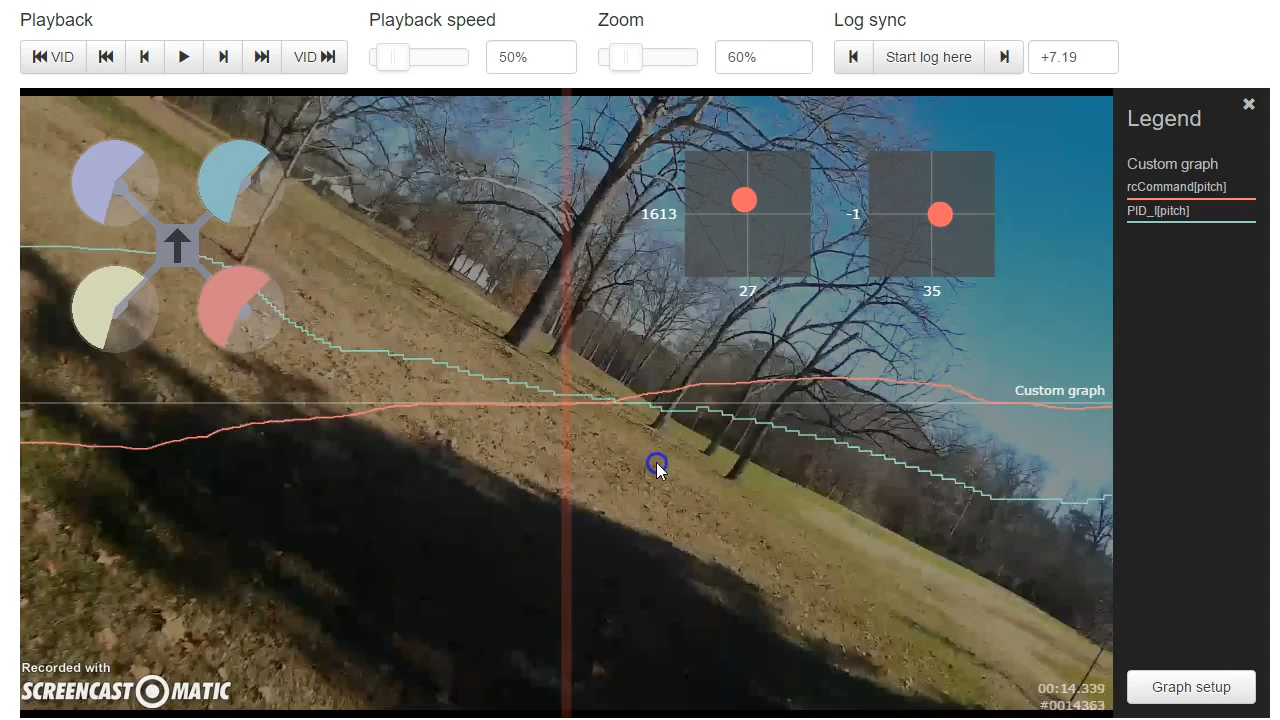 Playback
Playback speed
Zoom
Log sync
VID
VID
50%
60%
Start log here
+7.19
Legend
Custom graph
rcCommand[pitch]
PID_I[pitch]
1613
-1
27
35
Custom graph
Recorded with
SCREENCAST MATIC
00:14.339
#0014363
Graph setup